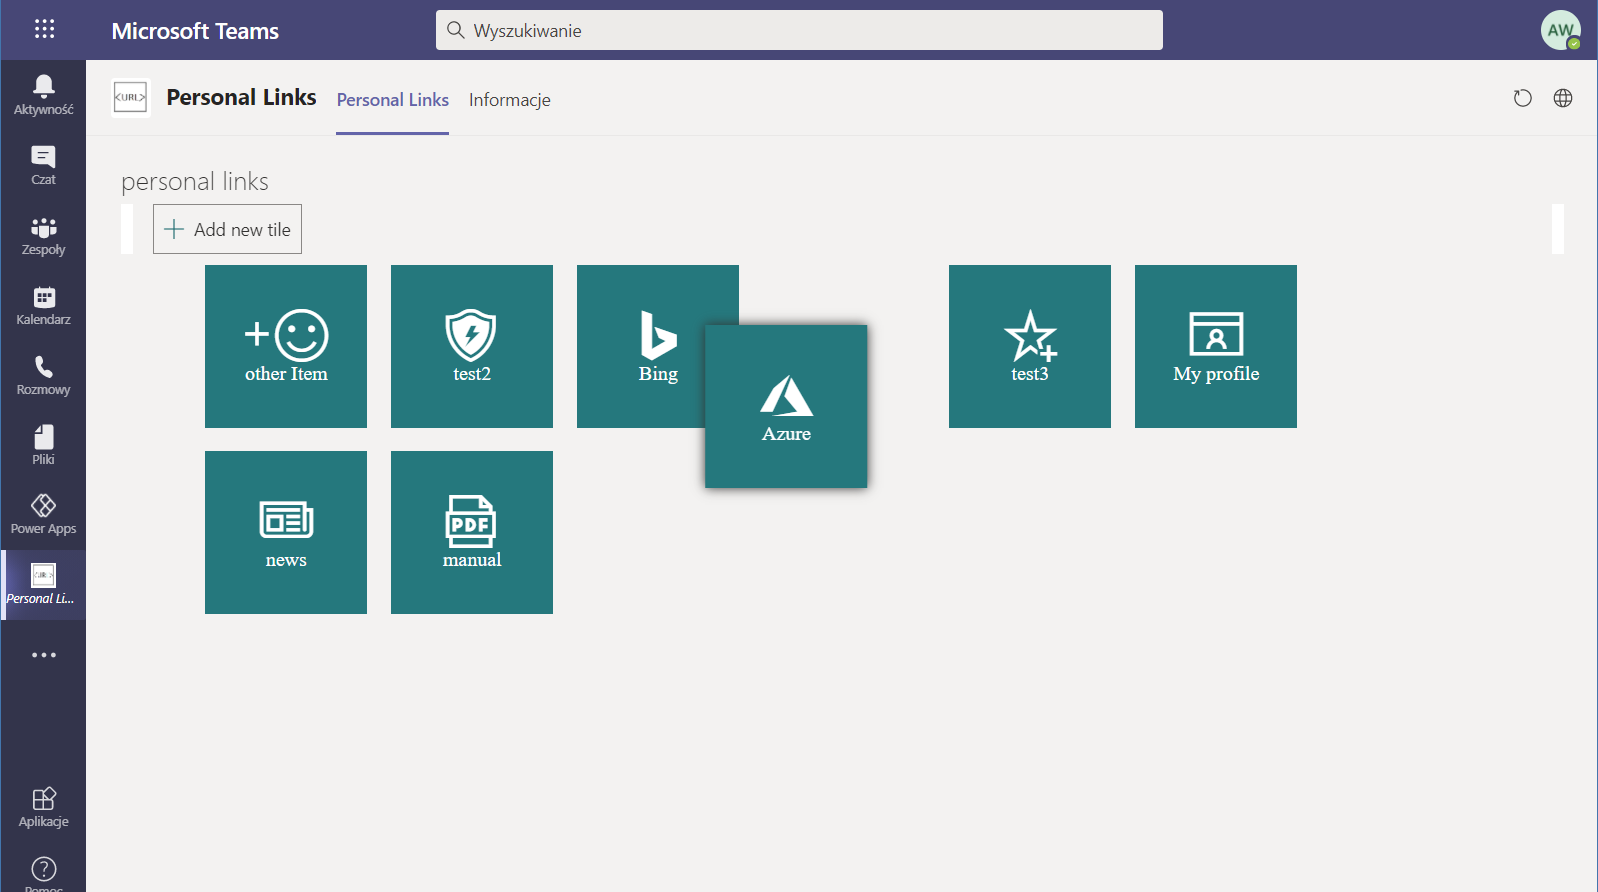 Microsoft Teams
Wyszukiwanie
AW
Aktywność
Czat
Zespoły
Kalendarz
Rozmowy
Pliki
Power Apps
Personal Li...
Aplikacje
Pomoc
<URL>
Personal Links
Personal Links
Informacje
personal links
Add new tile
other Item
test2
Bing
Azure
test3
My profile
news
PDF
manual